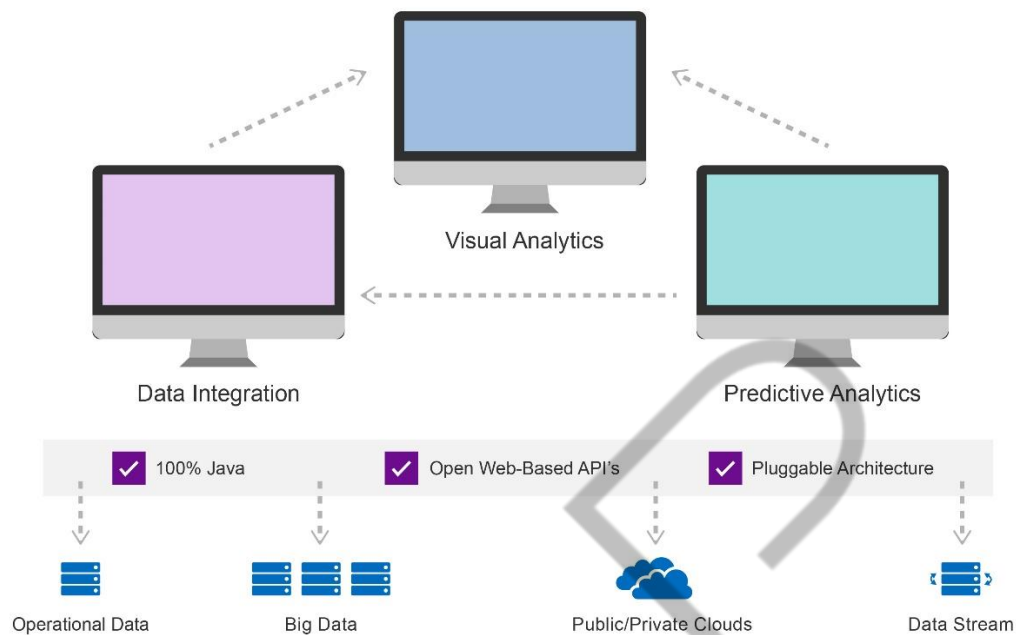 Visual Analytics
Data Integration
Predictive Analytics
100% Java
Open Web-Based API's
Pluggable Architecture
Operational Data
Big Data
Public/Private Clouds
Data Stream